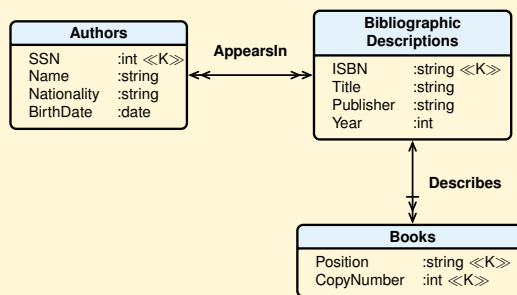 Authors
SSN :int ≪K≫
Name :string
Nationality :string
BirthDate :date
AppearsIn
Bibliographic
Descriptions
ISBN :string ≪K≫
Title :string
Publisher :string
Year :int
Describes
Books
Position :string ≪K≫
CopyNumber :int ≪K≫